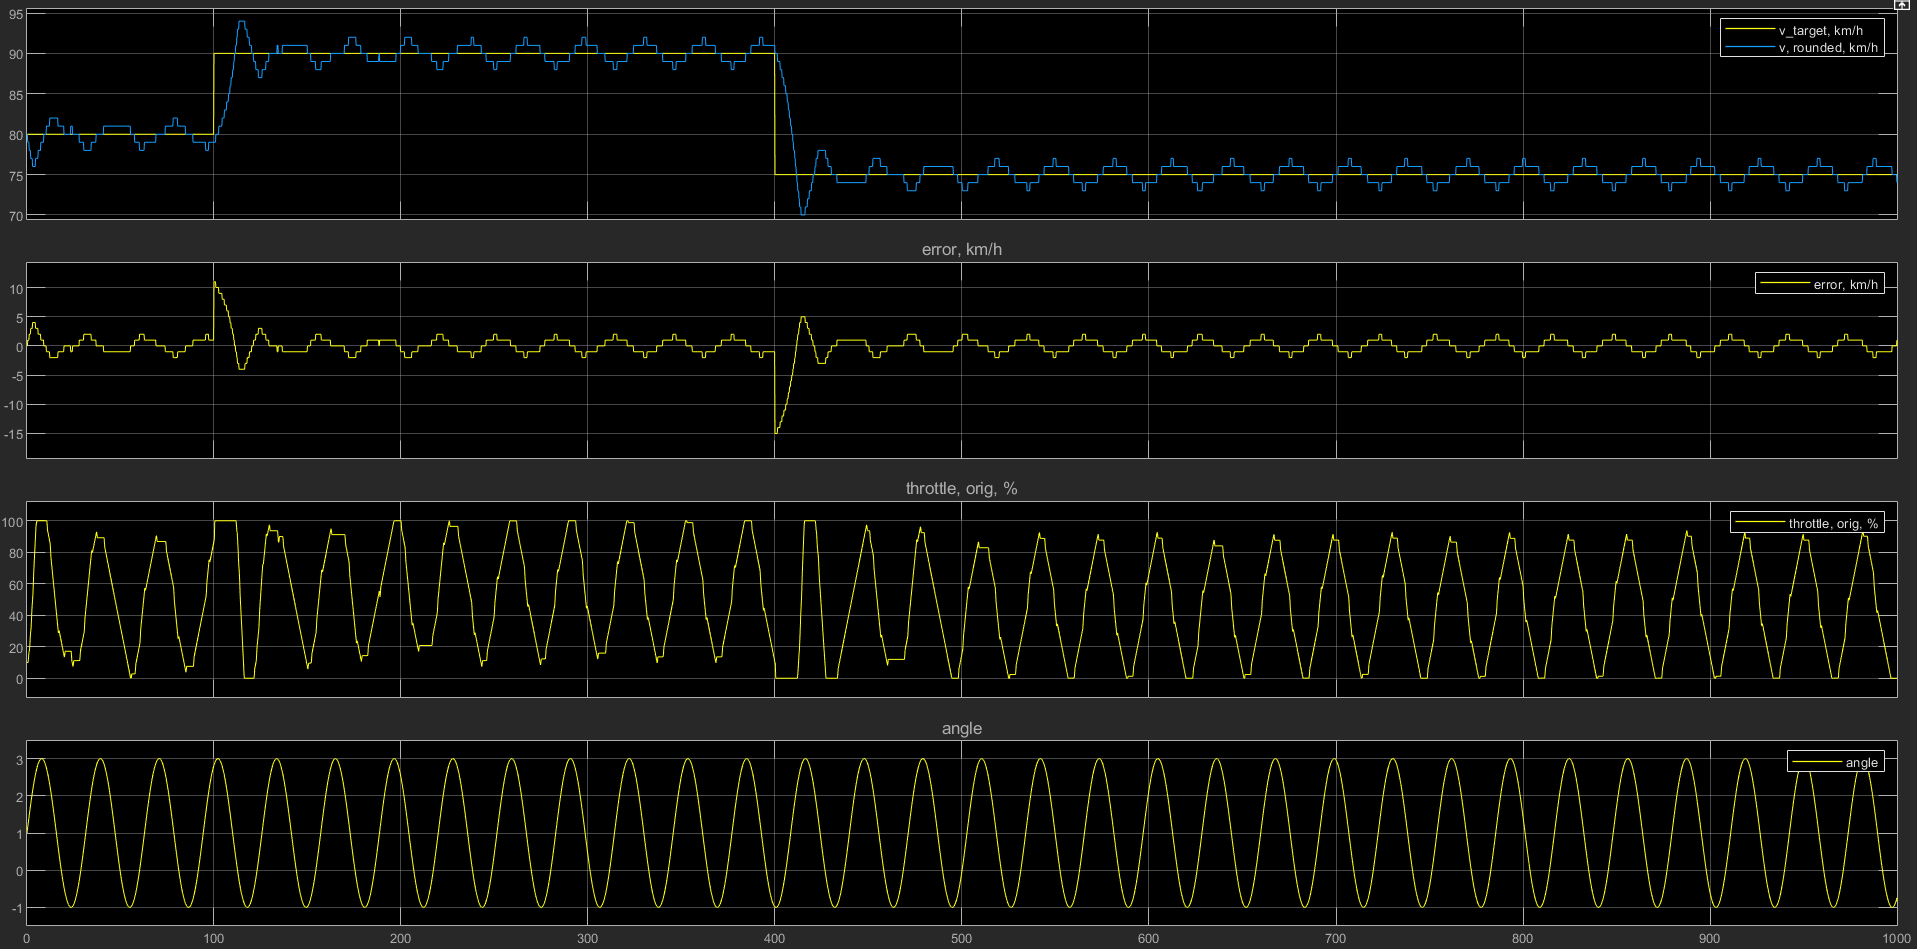 95
90
85
80
75
70
v_target, km/h
v, rounded, km/h
error, km/h
10
5
0
-5
-10
-15
error, km/h
throttle, orig, %
100
80
60
40
20
0
throttle, orig, %
angle
3
2
1
0
-1
angle
0 100 200 300 400 500 600 700 800 900 1000